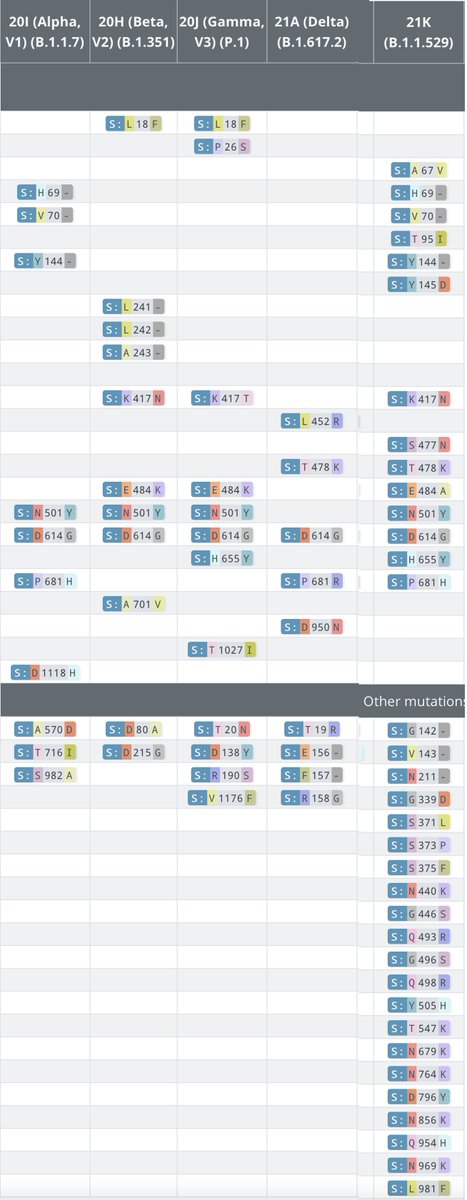 20I (Alpha, V1) (B.1.1.7) 20H (Beta, V2) (B.1.351) 20J (Gamma, V3) (P.1) 21A (Delta) (B.1.617.2) 21K (B.1.1.529)
S: L 18 F S: L 18 F
S: P 26 S
S: A 67 V
S: H 69 - S: H 69 -
S: V 70 - S: V 70 -
S: T 95 I
S: Y 144 - S: Y 144 -
S: Y 145 D
S: L 241 -
S: L 242 -
S: A 243 -
S: K 417 N S: K 417 T S: K 417 N
S: L 452 R
S: S 477 N
S: T 478 K S: T 478 K
S: E 484 K S: E 484 K S: E 484 A
S: N 501 Y S: N 501 Y S: N 501 Y S: N 501 Y
S: D 614 G S: D 614 G S: D 614 G S: D 614 G S: D 614 G
S: H 655 Y S: H 655 Y
S: P 681 H S: P 681 R S: P 681 H
S: A 701 V
S: D 950 N
S: T 1027 I
S: D 1118 H
Other mutations
S: A 570 D S: D 80 A S: T 20 N S: T 19 R S: G 142 -
S: T 716 I S: D 215 G S: D 138 Y S: E 156 - S: V 143 -
S: S 982 A S: R 190 S S: F 157 - S: N 211 -
S: V 1176 F S: R 158 G S: G 339 D
S: S 371 L
S: S 373 P
S: S 375 F
S: N 440 K
S: G 446 S
S: Q 493 R
S: G 496 S
S: Q 498 R
S: Y 505 H
S: T 547 K
S: N 679 K
S: N 764 K
S: D 796 Y
S: N 856 K
S: Q 954 H
S: N 969 K
S: L 981 F